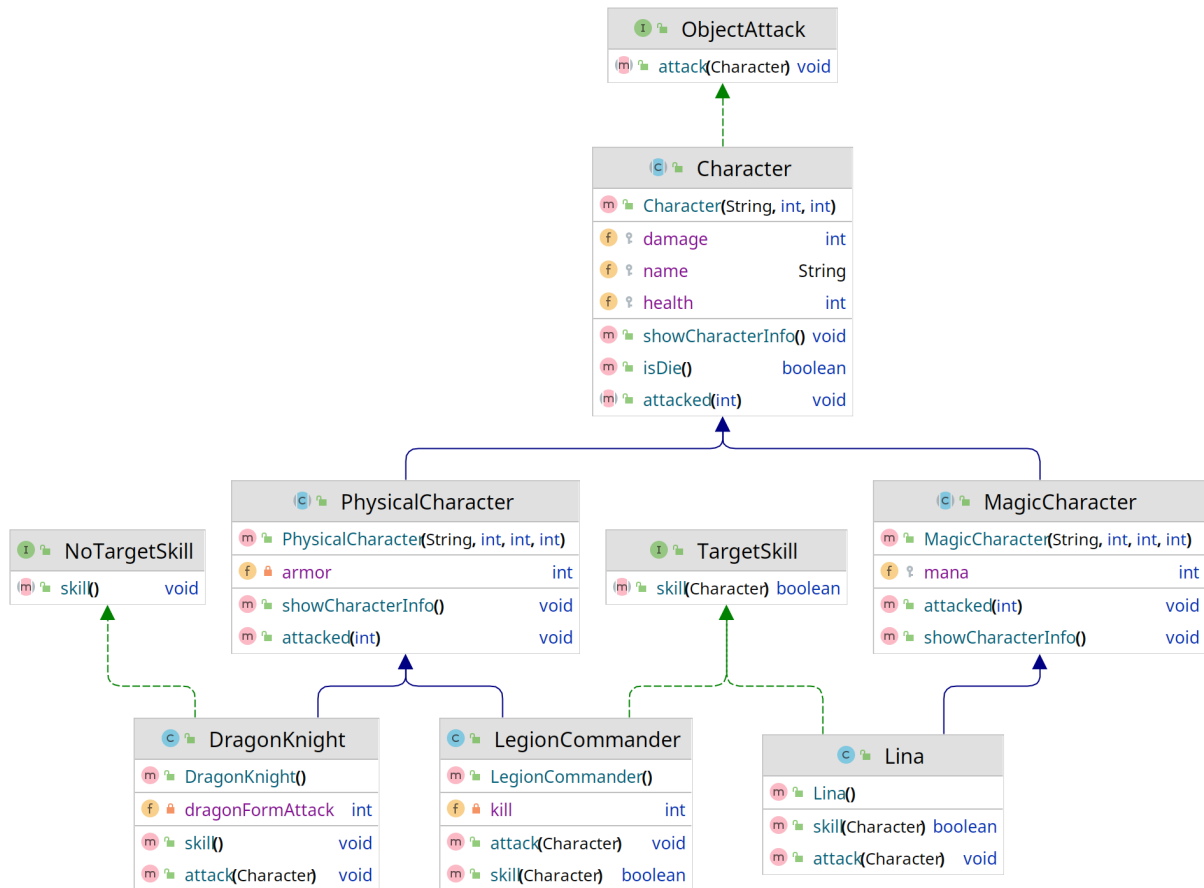 ObjectAttack
attack(Character) void
Character
Character(String, int, int)
damage int
name String
health int
showCharacterInfo() void
isDie() boolean
attacked(int) void
PhysicalCharacter
PhysicalCharacter(String, int, int, int)
armor int
showCharacterInfo() void
attacked(int) void
MagicCharacter
MagicCharacter(String, int, int, int)
mana int
attacked(int) void
showCharacterInfo() void
NoTargetSkill
skill() void
TargetSkill
skill(Character) boolean
DragonKnight
DragonKnight()
dragonFormAttack int
skill() void
attack(Character) void
LegionCommander
LegionCommander()
kill int
attack(Character) void
skill(Character) boolean
Lina
Lina()
skill(Character) boolean
attack(Character) void